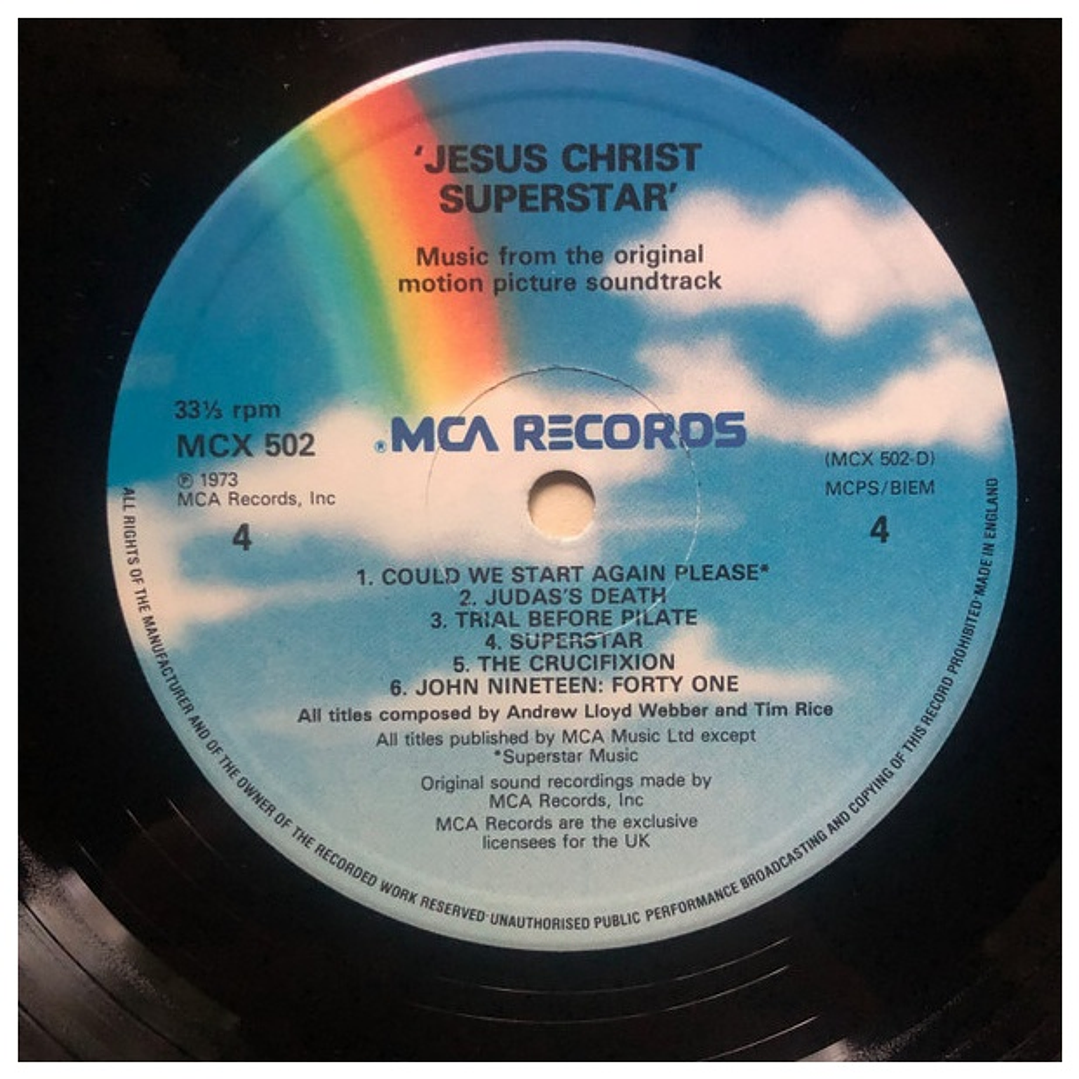 'JESUS CHRIST
SUPERSTAR'
Music from the original
motion picture soundtrack
33⅓ rpm
MCX 502
℗ 1973
MCA Records, Inc
4
®MCA RECORDS
(MCX 502-D)
MCPS/BIEM
4
1. COULD WE START AGAIN PLEASE*
2. JUDAS'S DEATH
3. TRIAL BEFORE PILATE
4. SUPERSTAR
5. THE CRUCIFIXION
6. JOHN NINETEEN: FORTY ONE
All titles composed by Andrew Lloyd Webber and Tim Rice
All titles published by MCA Music Ltd except
*Superstar Music
Original sound recordings made by
MCA Records, Inc
MCA Records are the exclusive
licensees for the UK
ALL RIGHTS OF THE MANUFACTURER AND OF THE OWNER OF THE RECORDED WORK RESERVED·UNAUTHORISED PUBLIC PERFORMANCE BROADCASTING AND COPYING OF THIS RECORD PROHIBITED·MADE IN ENGLAND